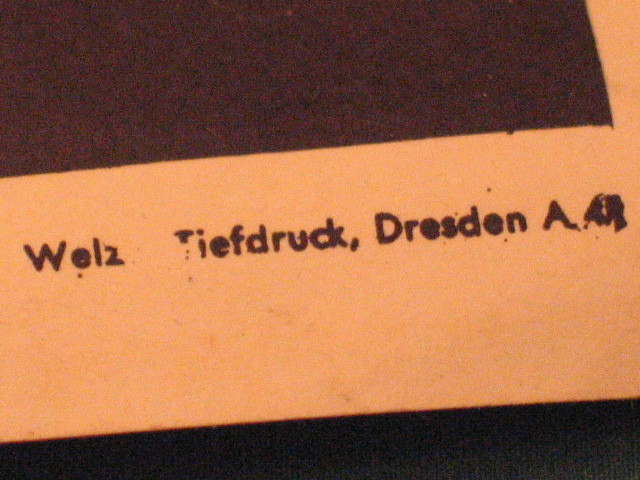 Welz Tiefdruck, Dresden A.